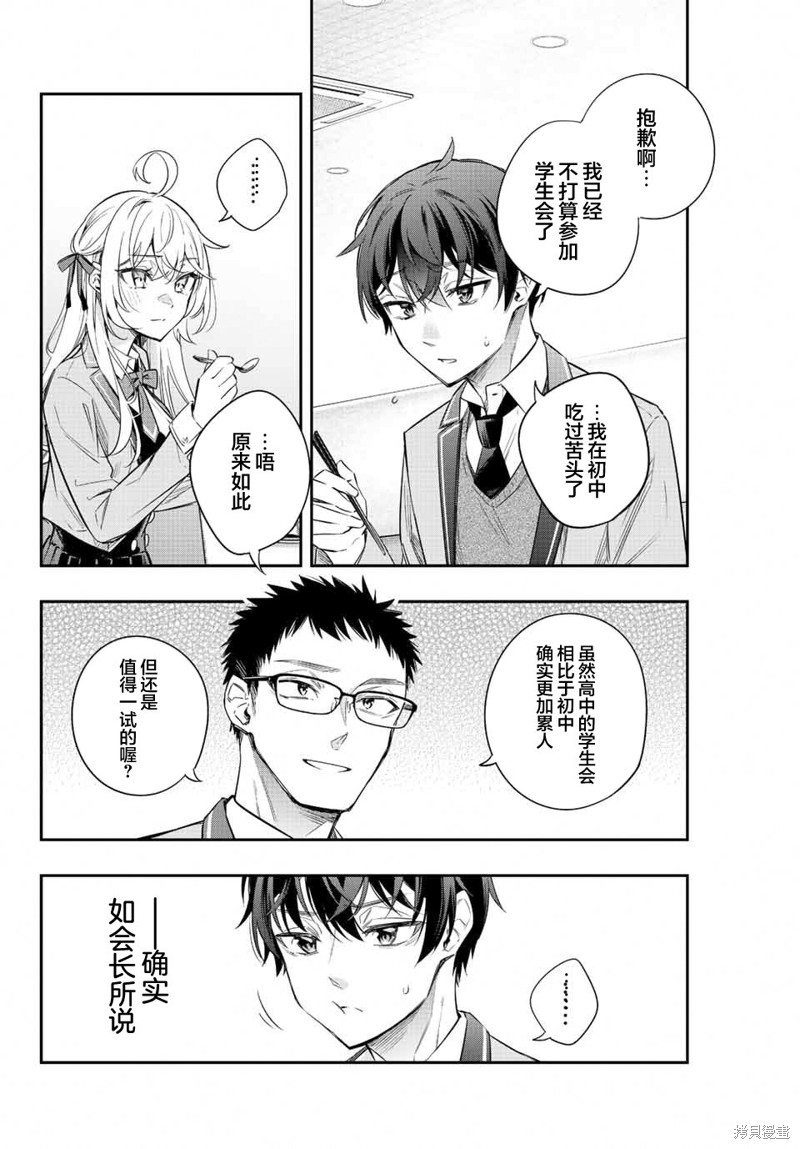 抱歉啊…
我已经
不打算参加
学生会了
…我在初中
吃过苦头了
……
…唔
原来如此
虽然高中的学生会
相比于初中
确实更加累人
但还是
值得一试的喔？
……
——确实
如会长所说
拷貝漫畫